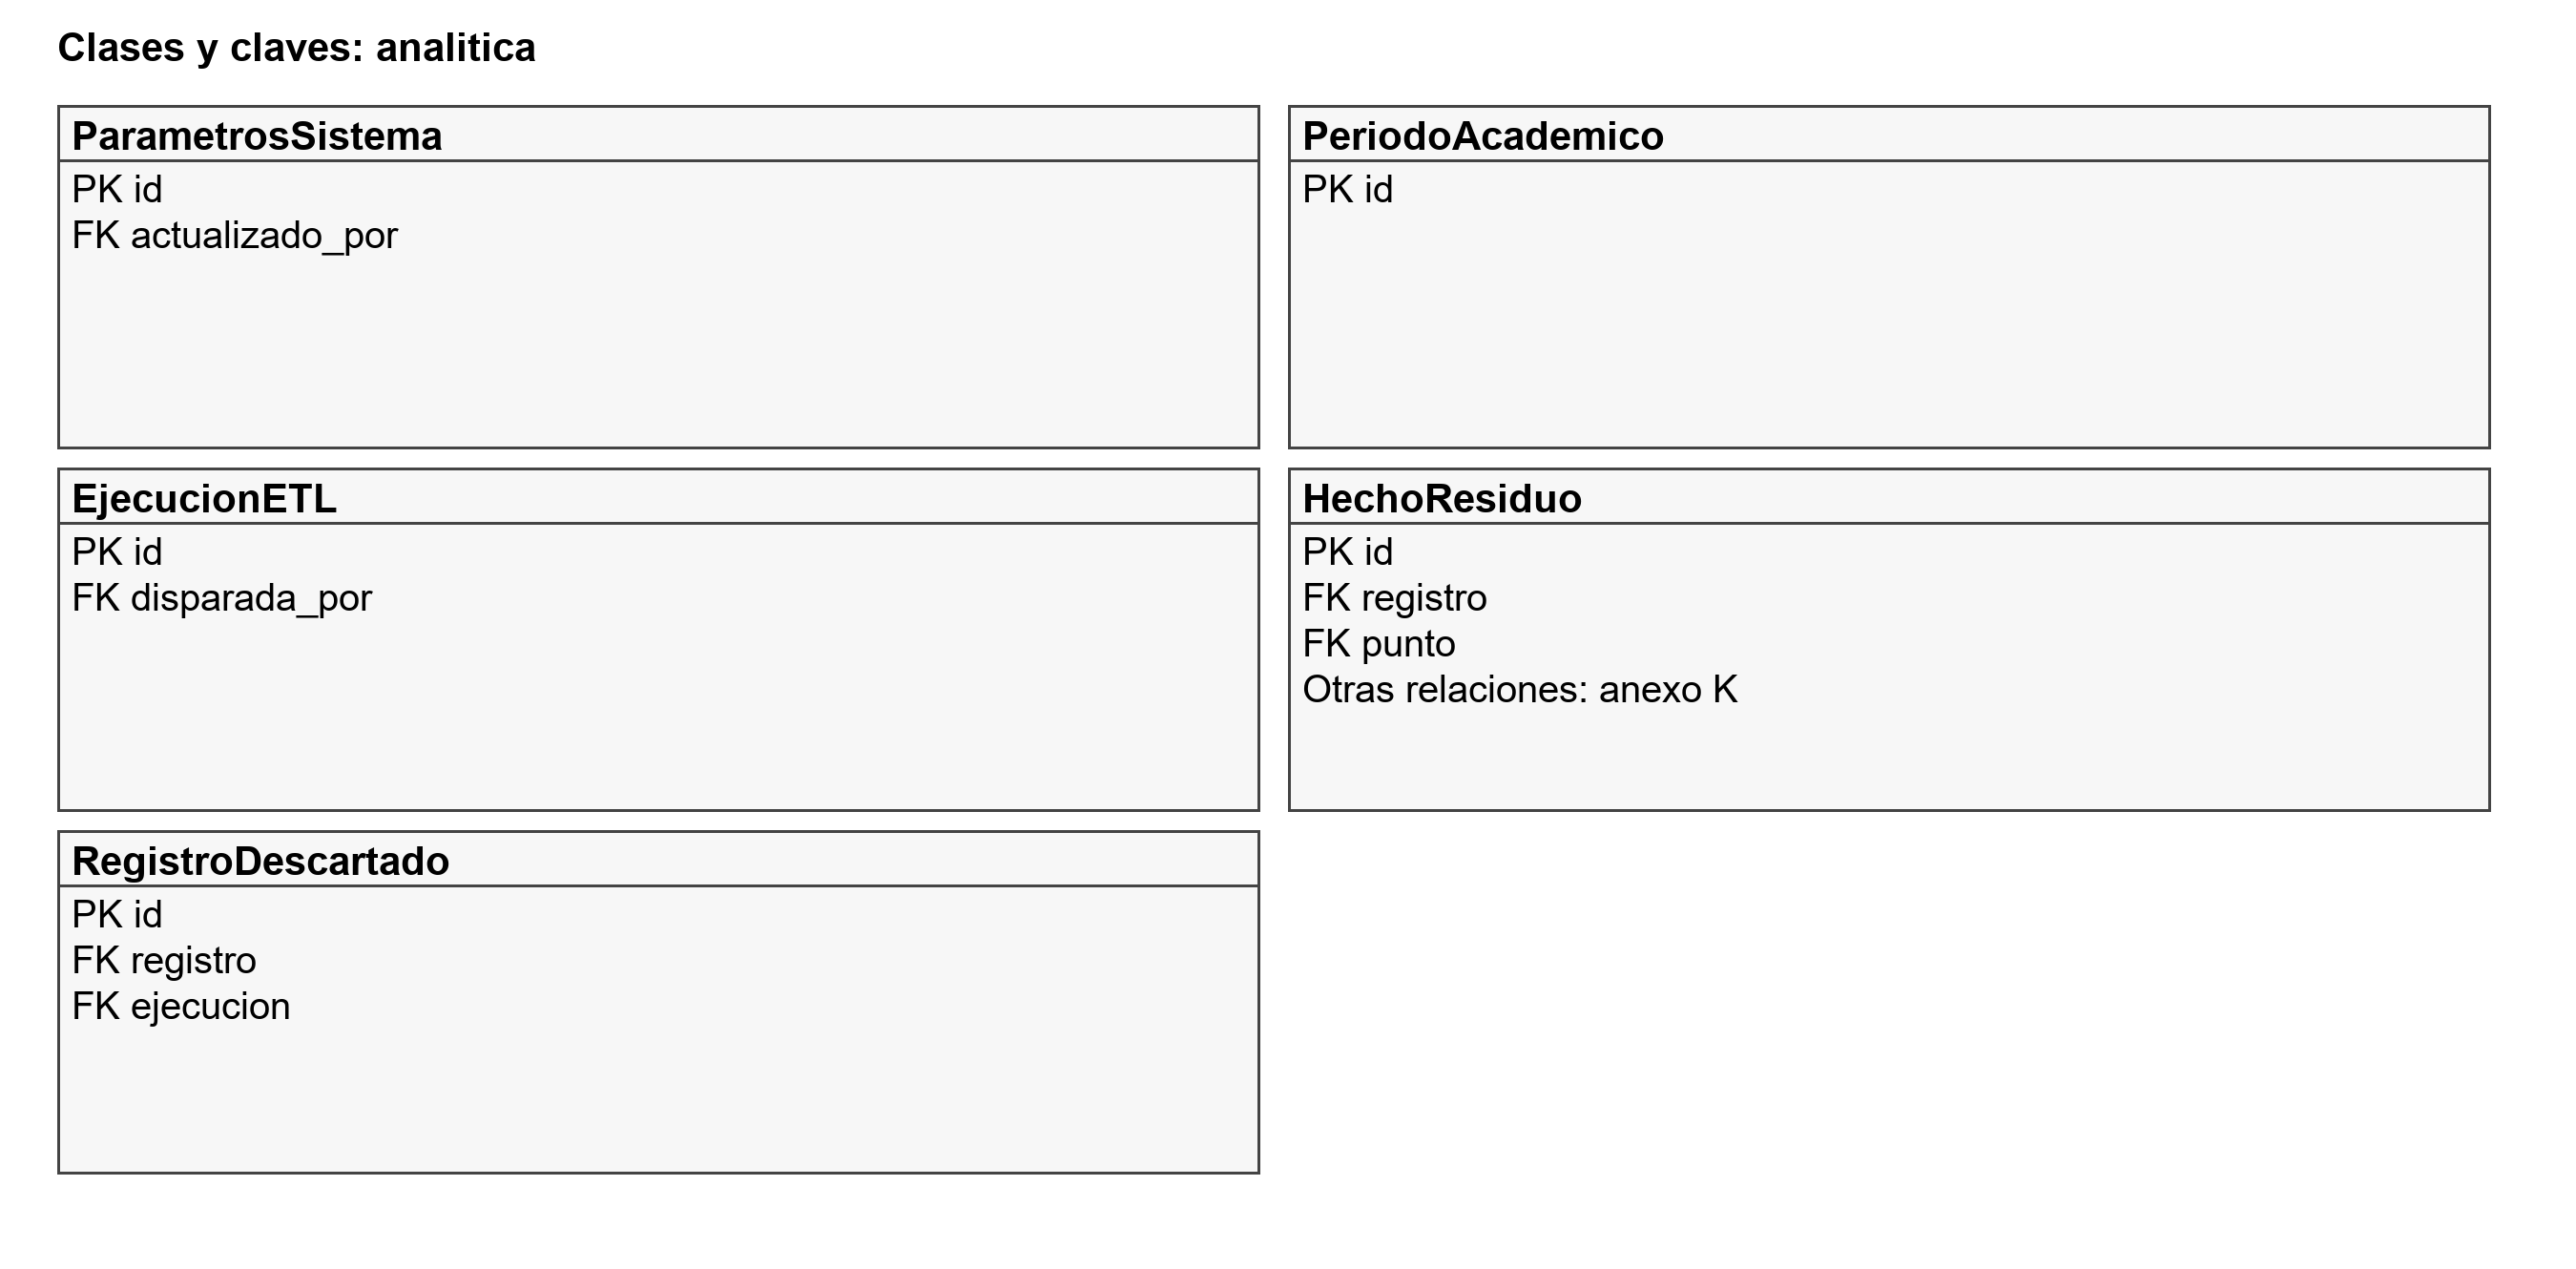 Clases y claves: analitica
ParametrosSistema
PK id
FK actualizado_por
PeriodoAcademico
PK id
EjecucionETL
PK id
FK disparada_por
HechoResiduo
PK id
FK registro
FK punto
Otras relaciones: anexo K
RegistroDescartado
PK id
FK registro
FK ejecucion